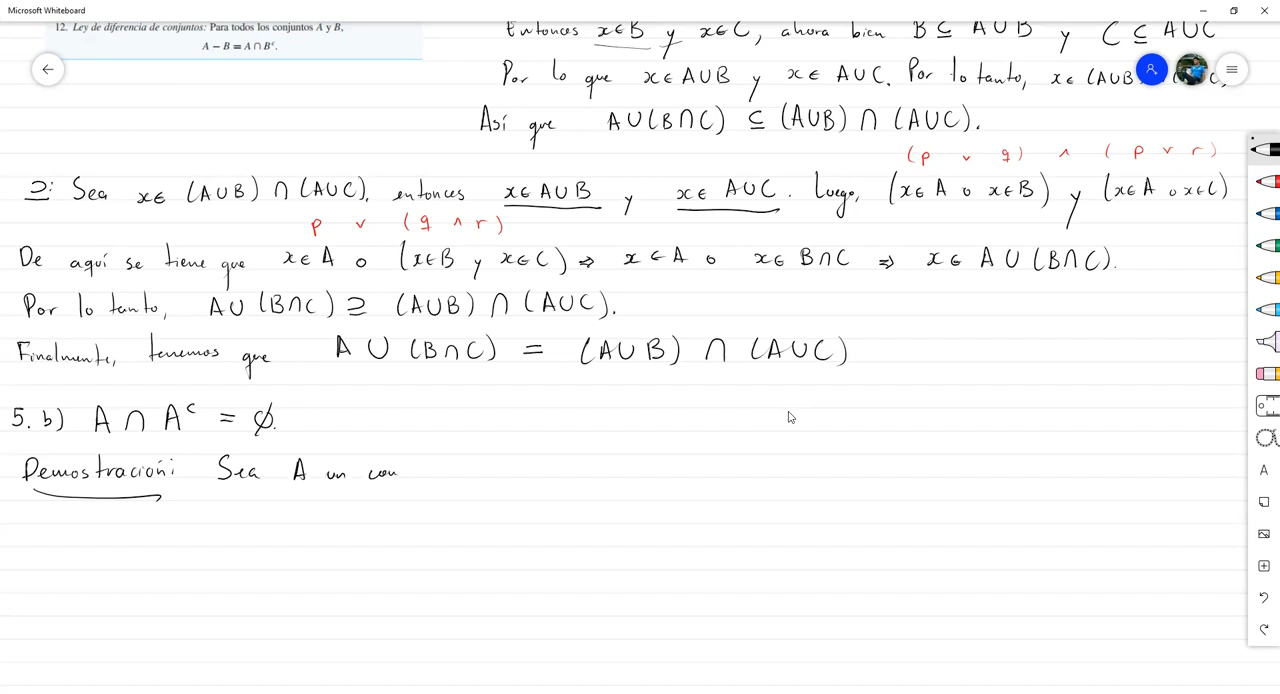 Microsoft Whiteboard
12. Ley de diferencia de conjuntos: Para todos los conjuntos A y B,
A − B = A ∩ Bᶜ.
Entonces x∈B y x∈C, ahora bien B ⊆ A∪B y C ⊆ A∪C
Por lo que x∈A∪B y x∈ A∪C. Por lo tanto, x∈ (A∪B)
Así que A∪(B∩C) ⊆ (A∪B) ∩ (A∪C).
(p ∨ q) ∧ (p ∨ r)
⊇: Sea x∈ (A∪B) ∩ (A∪C), entonces x∈A∪B y x∈ A∪C. Luego, (x∈A o x∈B) y (x∈A o x∈C)
p ∨ (q ∧ r)
De aquí se tiene que x∈A o (x∈B y x∈C) ⇒ x∈A o x∈B∩C ⇒ x∈ A∪(B∩C).
Por lo tanto, A∪(B∩C) ⊇ (A∪B) ∩ (A∪C).
Finalmente, tenemos que A ∪ (B∩C) = (A∪B) ∩ (A∪C)
5. b) A ∩ Aᶜ = ∅.
Demostración: Sea A un con
A